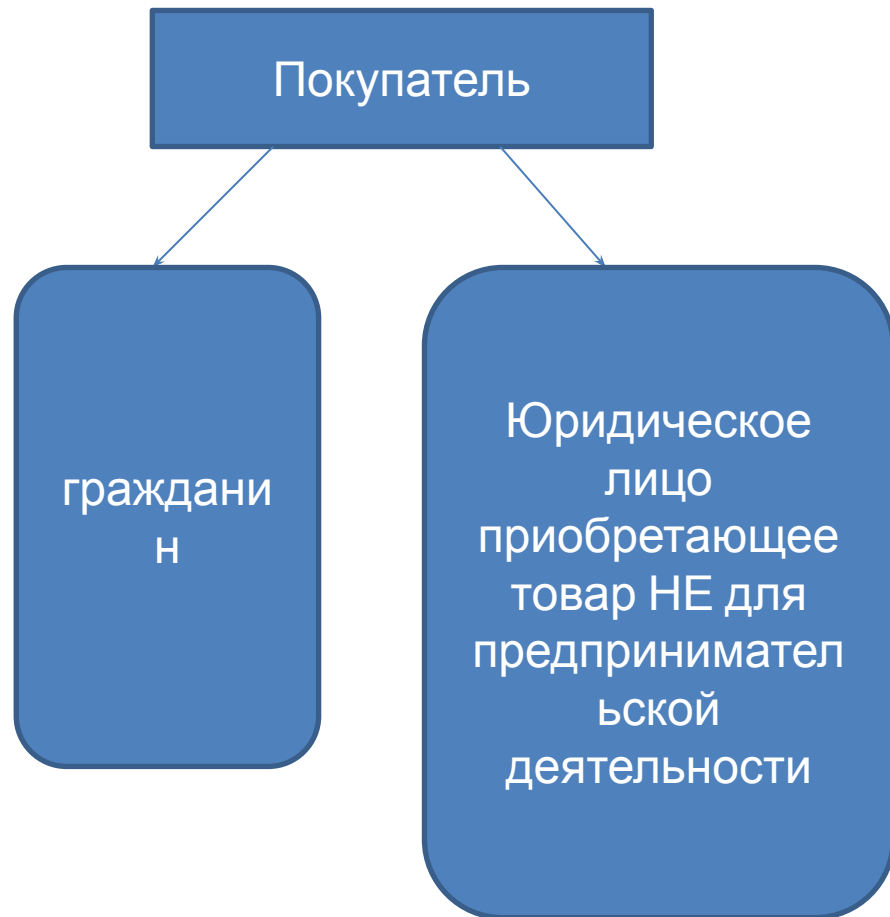 Покупатель
граждани
н
Юридическое
лицо
приобретающее
товар НЕ для
предпринимател
ьской
деятельности